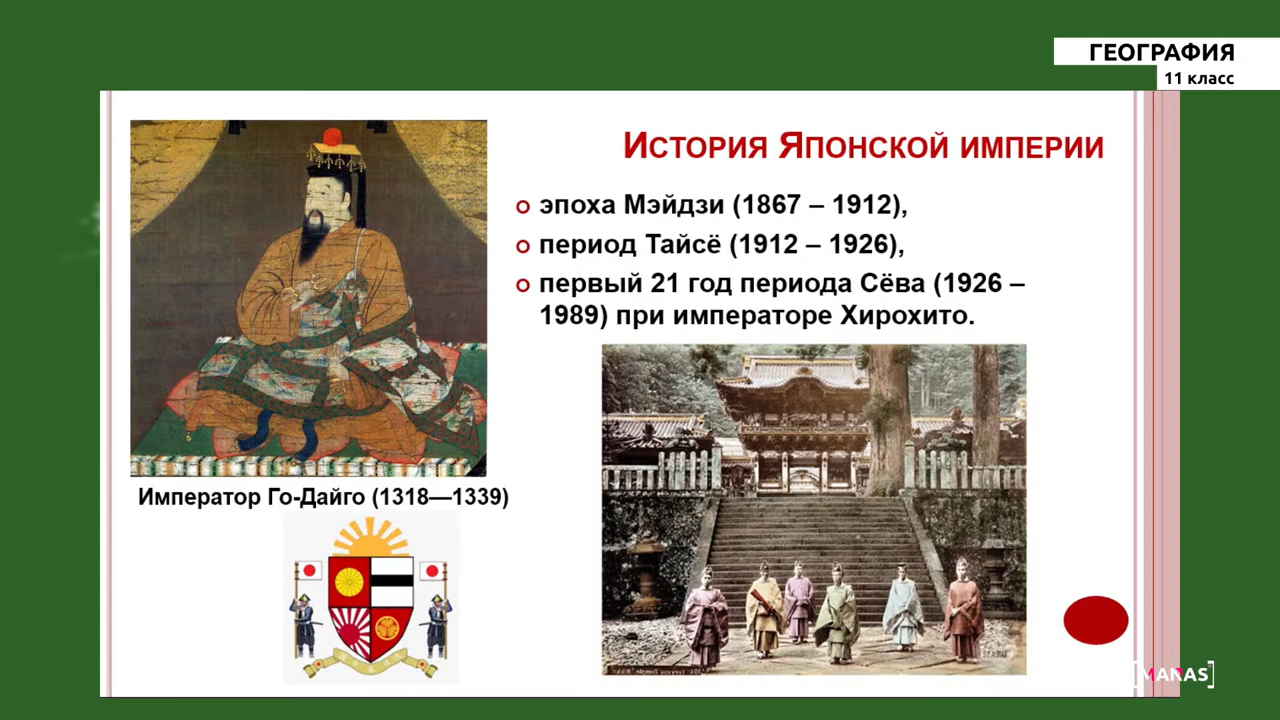 ГЕОГРАФИЯ
11 класс
ИСТОРИЯ ЯПОНСКОЙ ИМПЕРИИ
эпоха Мэйдзи (1867 – 1912),
период Тайсё (1912 – 1926),
первый 21 год периода Сёва (1926 –
1989) при императоре Хирохито.
Император Го-Дайго (1318—1339)
[MANAS]